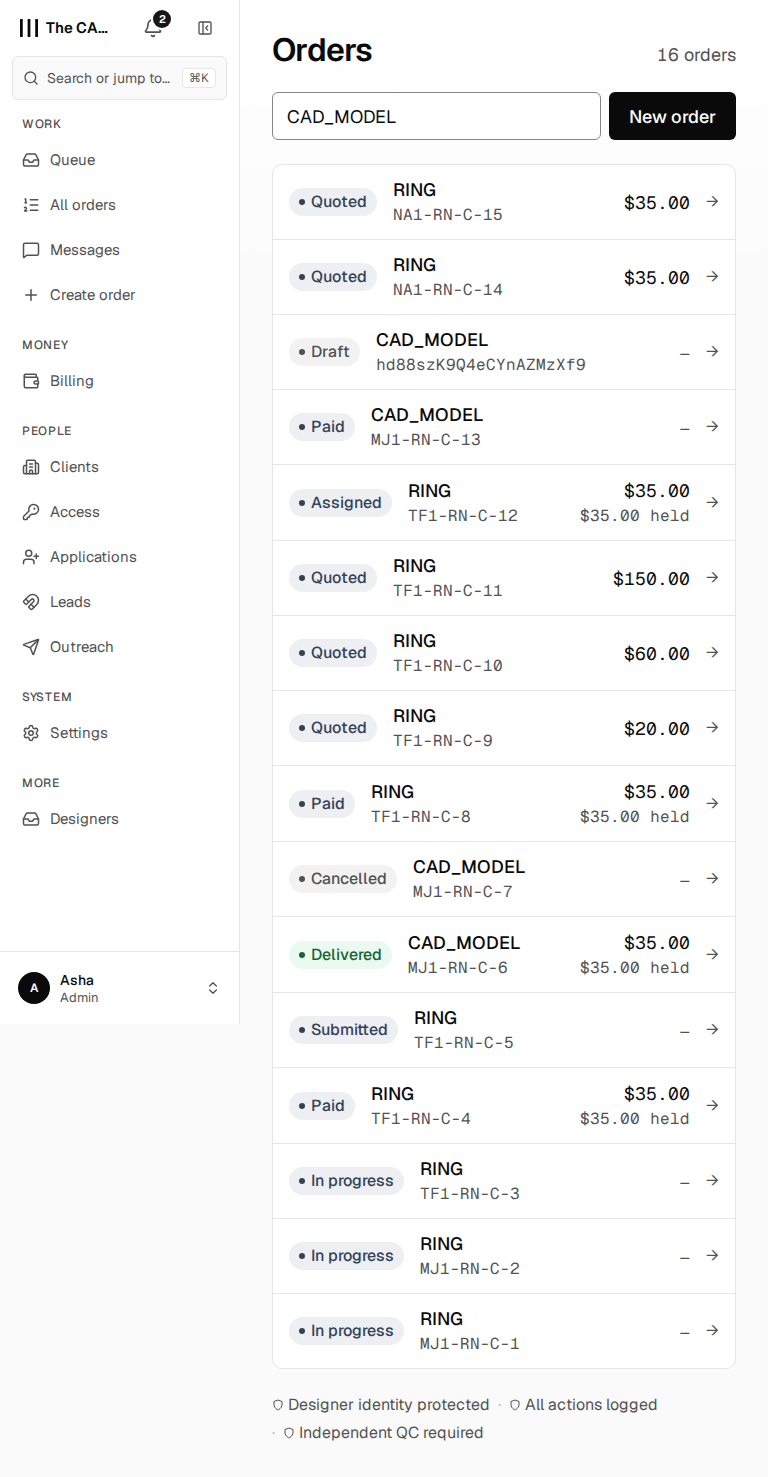 The CA…
2
Search or jump to… ⌘K
WORK
Queue
All orders
Messages
Create order
MONEY
Billing
PEOPLE
Clients
Access
Applications
Leads
Outreach
SYSTEM
Settings
MORE
Designers
A
Asha
Admin
Orders
16 orders
CAD_MODEL
New order
Quoted RING $35.00
NA1-RN-C-15
Quoted RING $35.00
NA1-RN-C-14
Draft CAD_MODEL –
hd88szK9Q4eCYnAZMzXf9
Paid CAD_MODEL –
MJ1-RN-C-13
Assigned RING $35.00
TF1-RN-C-12 $35.00 held
Quoted RING $150.00
TF1-RN-C-11
Quoted RING $60.00
TF1-RN-C-10
Quoted RING $20.00
TF1-RN-C-9
Paid RING $35.00
TF1-RN-C-8 $35.00 held
Cancelled CAD_MODEL –
MJ1-RN-C-7
Delivered CAD_MODEL $35.00
MJ1-RN-C-6 $35.00 held
Submitted RING –
TF1-RN-C-5
Paid RING $35.00
TF1-RN-C-4 $35.00 held
In progress RING –
TF1-RN-C-3
In progress RING –
MJ1-RN-C-2
In progress RING –
MJ1-RN-C-1
Designer identity protected · All actions logged
· Independent QC required